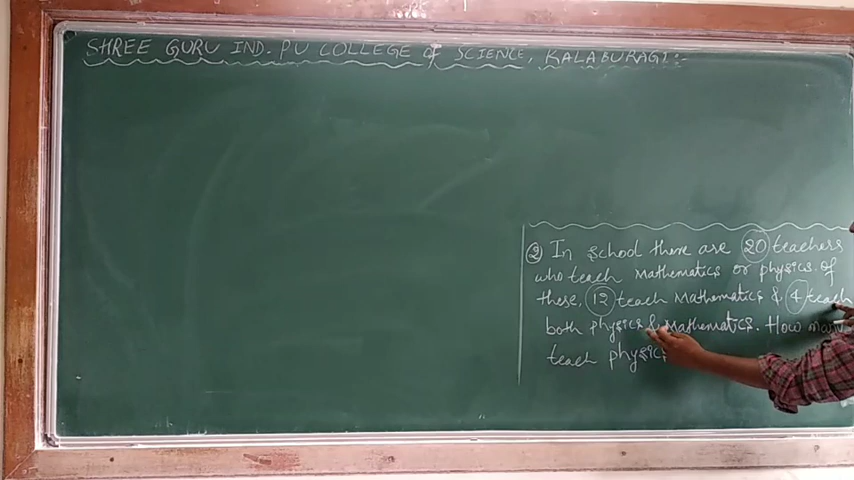 SHREE GURU IND. PU COLLEGE of SCIENCE, KALABURAGI:-
② In school there are 20 teachers
who teach Mathematics or physics. of
these, 12 teach Mathematics & 4 teach
both physics & Mathematics. How many
teach physics